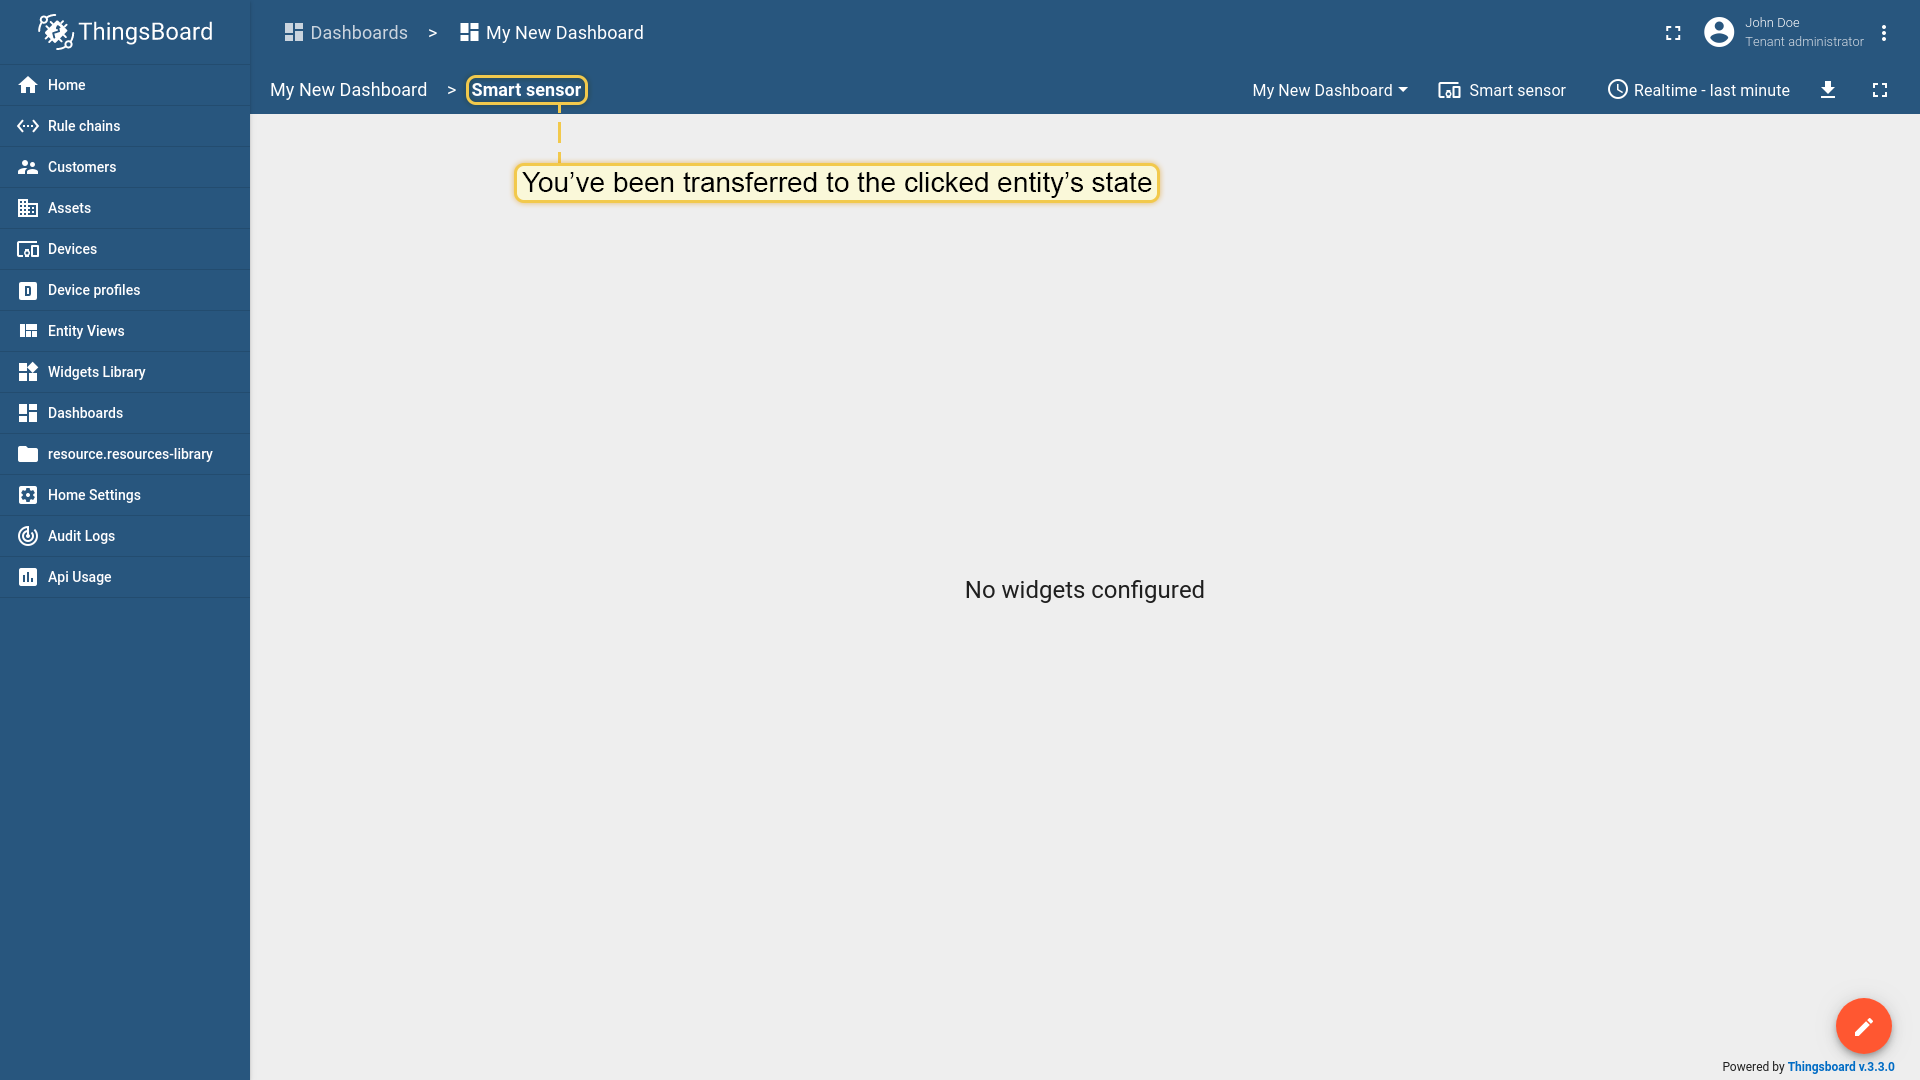 ThingsBoard
Dashboards > My New Dashboard
John Doe
Tenant administrator
My New Dashboard > Smart sensor
My New Dashboard
Smart sensor
Realtime - last minute
Home
Rule chains
Customers
Assets
Devices
Device profiles
Entity Views
Widgets Library
Dashboards
resource.resources-library
Home Settings
Audit Logs
Api Usage
You’ve been transferred to the clicked entity’s state
No widgets configured
Powered by Thingsboard v.3.3.0